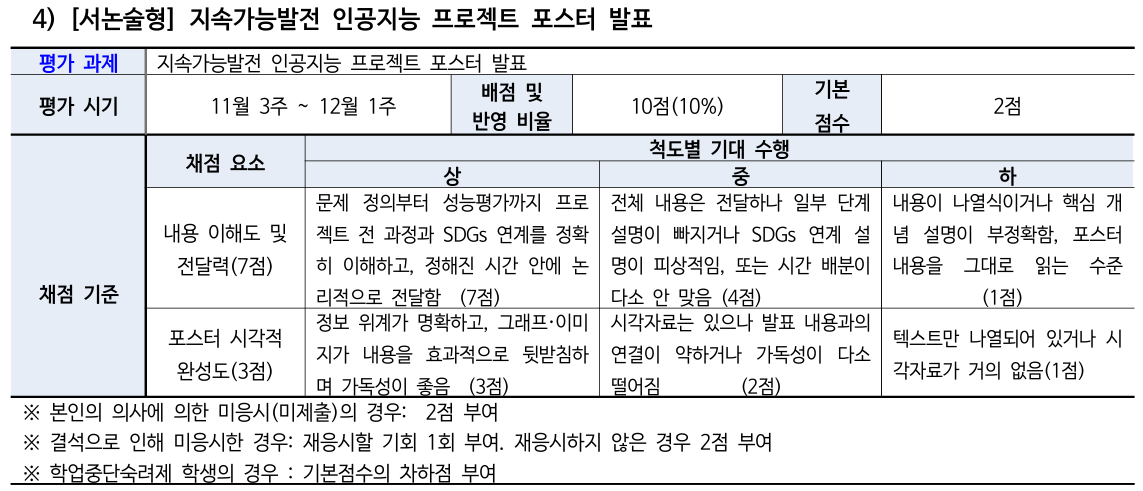 4) [서논술형] 지속가능발전 인공지능 프로젝트 포스터 발표
평가 과제 지속가능발전 인공지능 프로젝트 포스터 발표
평가 시기 11월 3주 ~ 12월 1주 배점 및 반영 비율 10점(10%) 기본 점수 2점
채점 기준
채점 요소
척도별 기대 수행
상 중 하
내용 이해도 및
전달력(7점)
문제 정의부터 성능평가까지 프로
젝트 전 과정과 SDGs 연계를 정확
히 이해하고, 정해진 시간 안에 논
리적으로 전달함 (7점)
전체 내용은 전달하나 일부 단계
설명이 빠지거나 SDGs 연계 설
명이 피상적임, 또는 시간 배분이
다소 안 맞음 (4점)
내용이 나열식이거나 핵심 개
념 설명이 부정확함, 포스터
내용을 그대로 읽는 수준
(1점)
포스터 시각적
완성도(3점)
정보 위계가 명확하고, 그래프·이미
지가 내용을 효과적으로 뒷받침하
며 가독성이 좋음 (3점)
시각자료는 있으나 발표 내용과의
연결이 약하거나 가독성이 다소
떨어짐 (2점)
텍스트만 나열되어 있거나 시
각자료가 거의 없음(1점)
※ 본인의 의사에 의한 미응시(미제출)의 경우: 2점 부여
※ 결석으로 인해 미응시한 경우: 재응시할 기회 1회 부여. 재응시하지 않은 경우 2점 부여
※ 학업중단숙려제 학생의 경우 : 기본점수의 차하점 부여